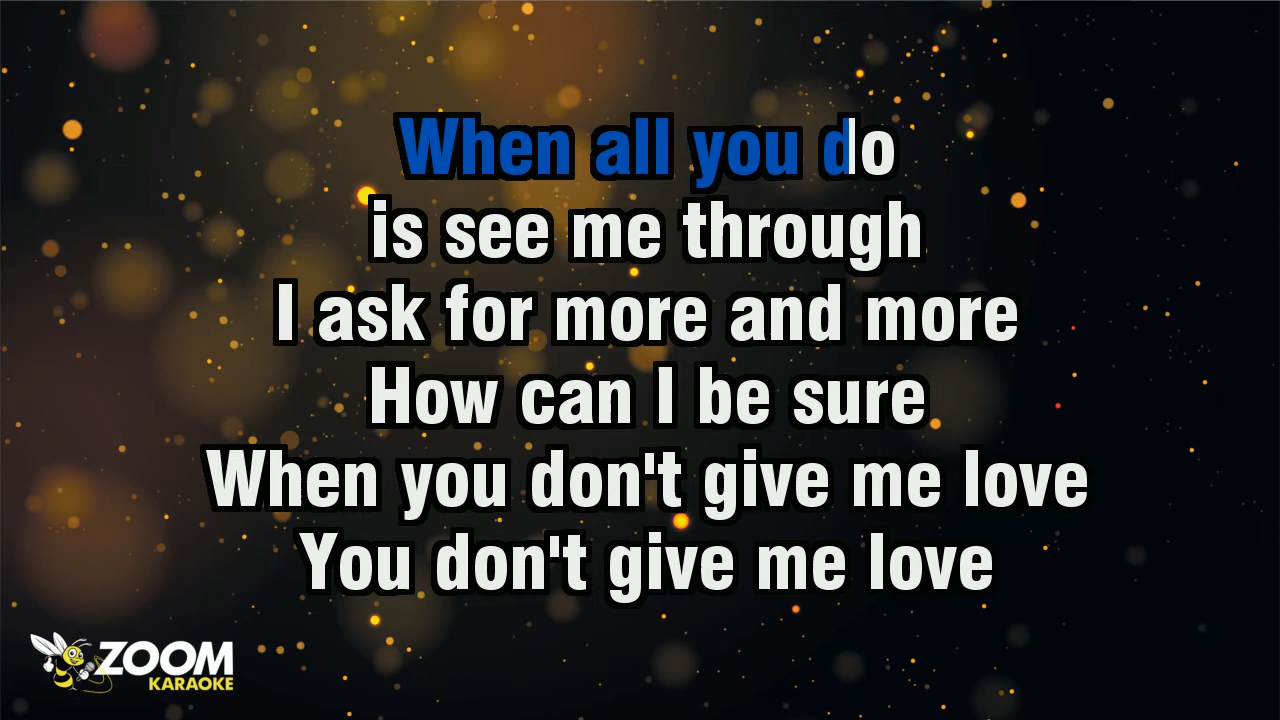 When all you do
is see me through
I ask for more and more
How can I be sure
When you don't give me love
You don't give me love
ZOOM
KARAOKE